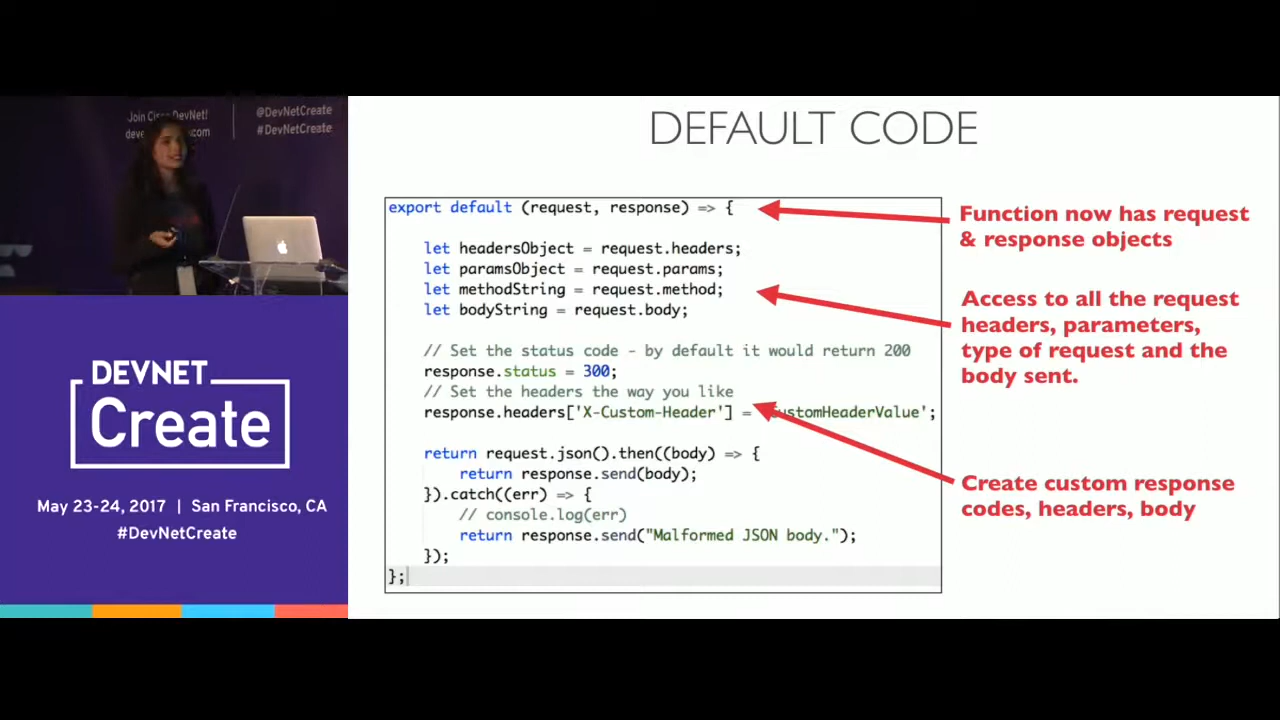 Join Cisco DevNet!
@DevNetCreate
#DevNetCreate
DEVNET
Create
May 23-24, 2017 | San Francisco, CA
#DevNetCreate
DEFAULT CODE
export default (request, response) => {
let headersObject = request.headers;
let paramsObject = request.params;
let methodString = request.method;
let bodyString = request.body;
// Set the status code - by default it would return 200
response.status = 300;
// Set the headers the way you like
response.headers['X-Custom-Header'] = ustomHeaderValue';
return request.json().then((body) => {
return response.send(body);
}).catch((err) => {
// console.log(err)
return response.send("Malformed JSON body.");
});
};
Function now has request
& response objects
Access to all the request
headers, parameters,
type of request and the
body sent.
Create custom response
codes, headers, body